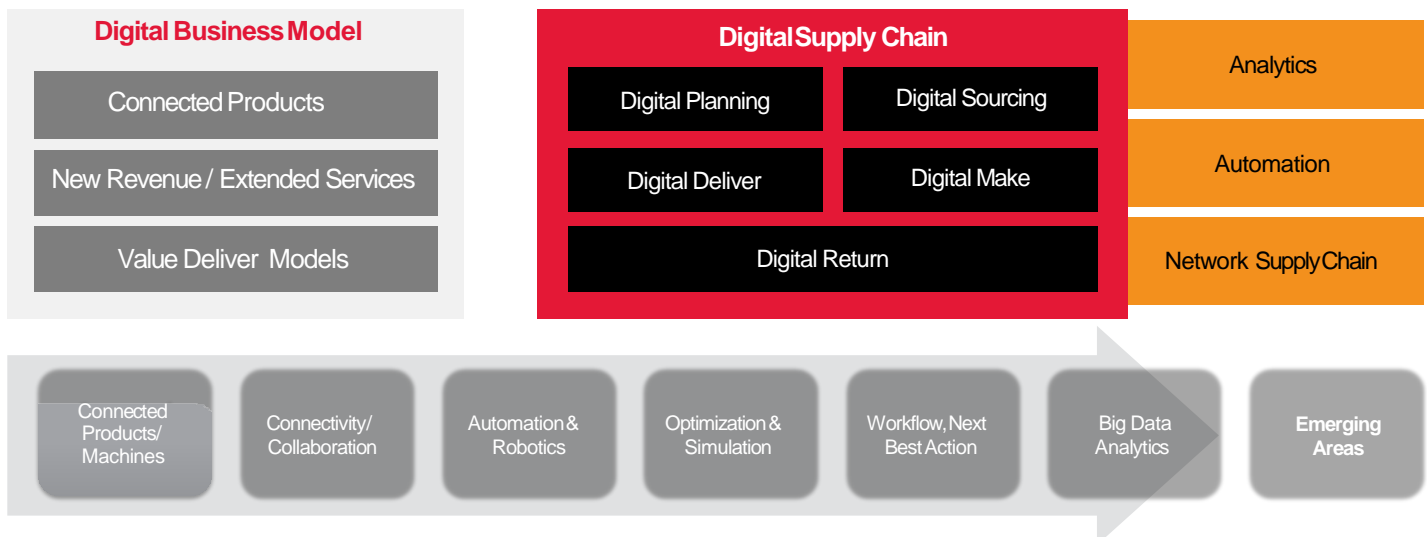 Digital Business Model
Connected Products
New Revenue / Extended Services
Value Deliver Models
Digital Supply Chain
Digital Planning
Digital Sourcing
Digital Deliver
Digital Make
Digital Return
Analytics
Automation
Network Supply Chain
Connected
Products/
Machines
Connectivity/
Collaboration
Automation &
Robotics
Optimization &
Simulation
Workflow, Next
Best Action
Big Data
Analytics
Emerging
Areas